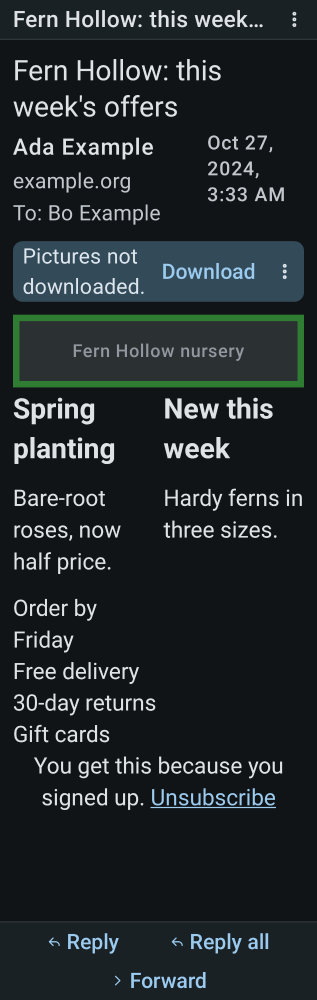 Fern Hollow: this week…
Fern Hollow: this
week's offers
Ada Example
example.org
To: Bo Example
Oct 27,
2024,
3:33 AM
Pictures not
downloaded.
Download
Fern Hollow nursery
Spring
planting
Bare-root
roses, now
half price.
New this
week
Hardy ferns in
three sizes.
Order by
Friday
Free delivery
30-day returns
Gift cards
You get this because you
signed up. Unsubscribe
Reply
Reply all
Forward